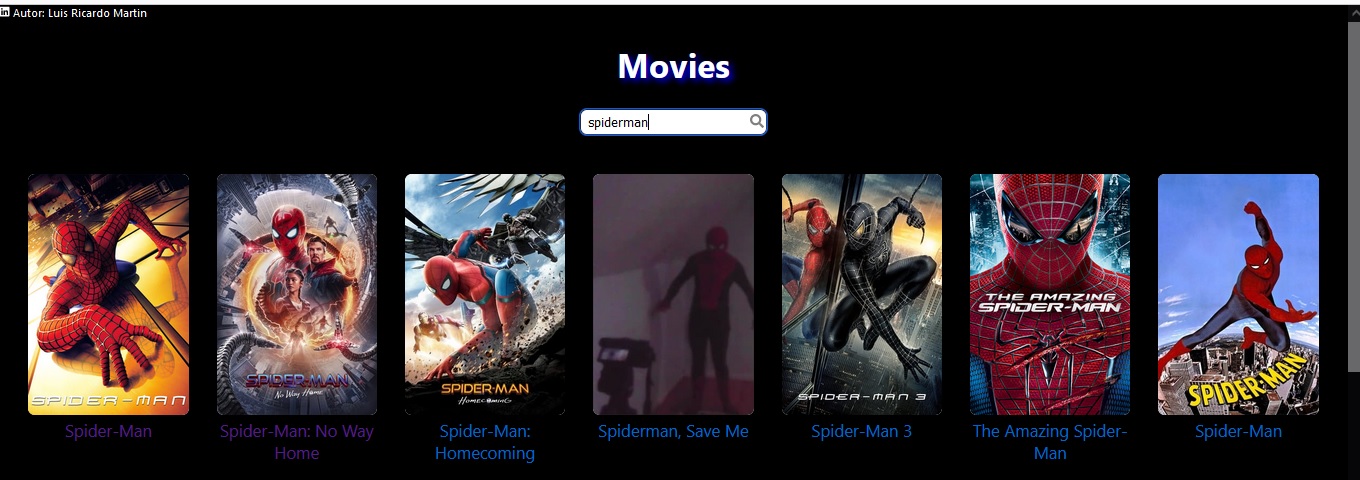 in Autor: Luis Ricardo Martin
Movies
spiderman
SPIDER-MAN
SPIDER-MAN
No Way Home
SPIDER-MAN
HOMECOMING
SPIDER-MAN 3
THE AMAZING
SPIDER-MAN
SPIDER-MAN
Spider-Man
Spider-Man: No Way
Home
Spider-Man:
Homecoming
Spiderman, Save Me
Spider-Man 3
The Amazing Spider-
Man
Spider-Man